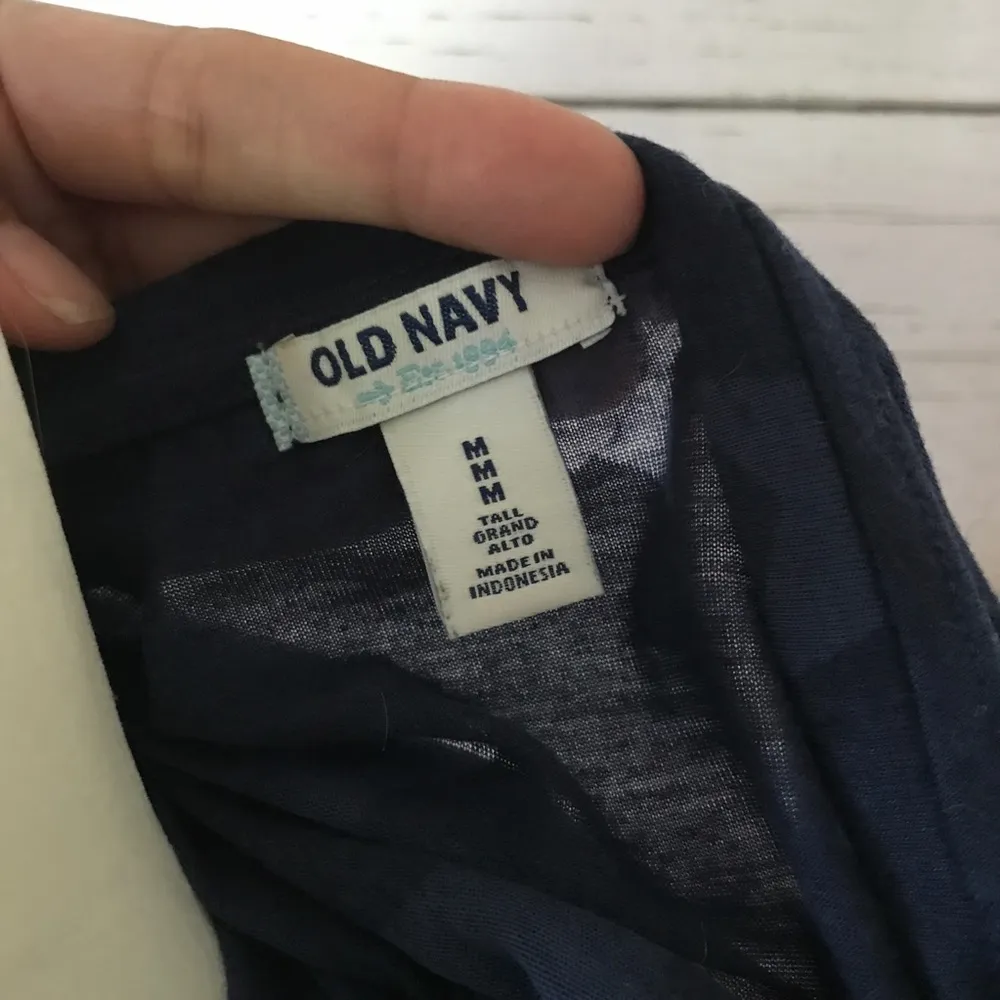 OLD NAVY
Est. 1994
M
M
M
TALL
GRAND
ALTO
MADE IN
INDONESIA